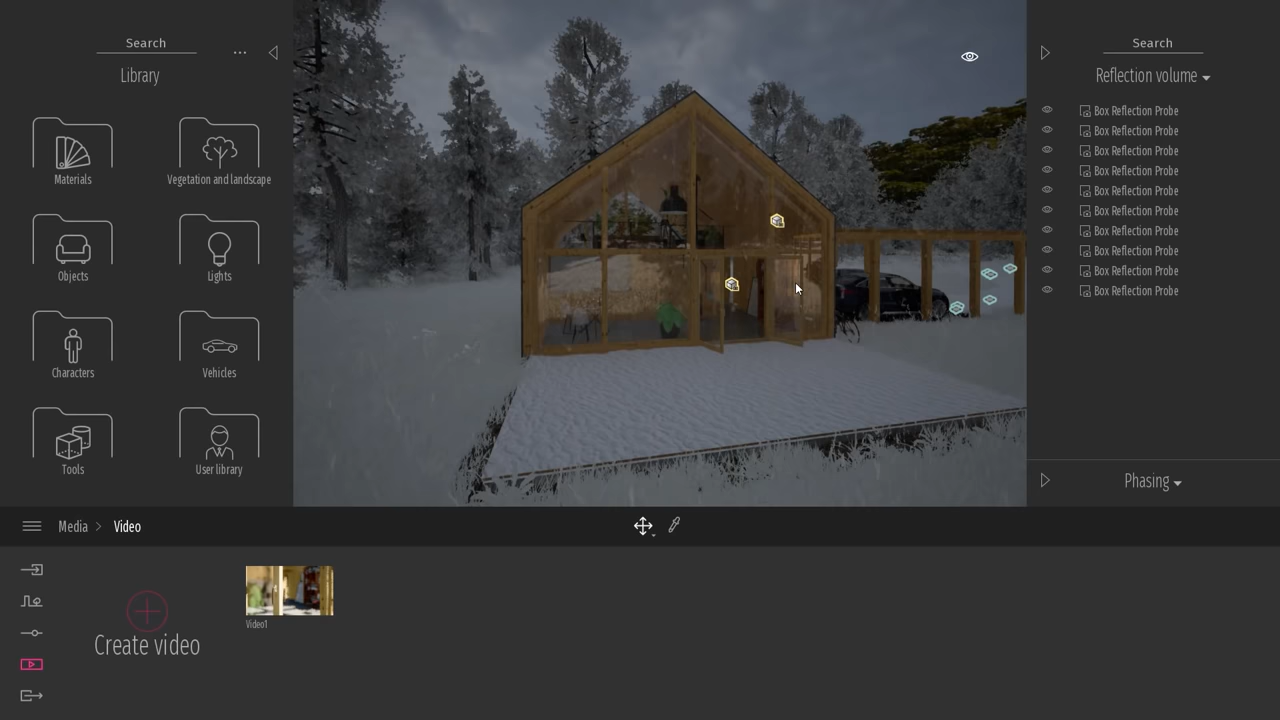 Search
...
Library
Materials
Vegetation and landscape
Objects
Lights
Characters
Vehicles
Tools
User library
Search
Reflection volume
Box Reflection Probe
Box Reflection Probe
Box Reflection Probe
Box Reflection Probe
Box Reflection Probe
Box Reflection Probe
Box Reflection Probe
Box Reflection Probe
Box Reflection Probe
Box Reflection Probe
Phasing
Media > Video
Create video
Video1